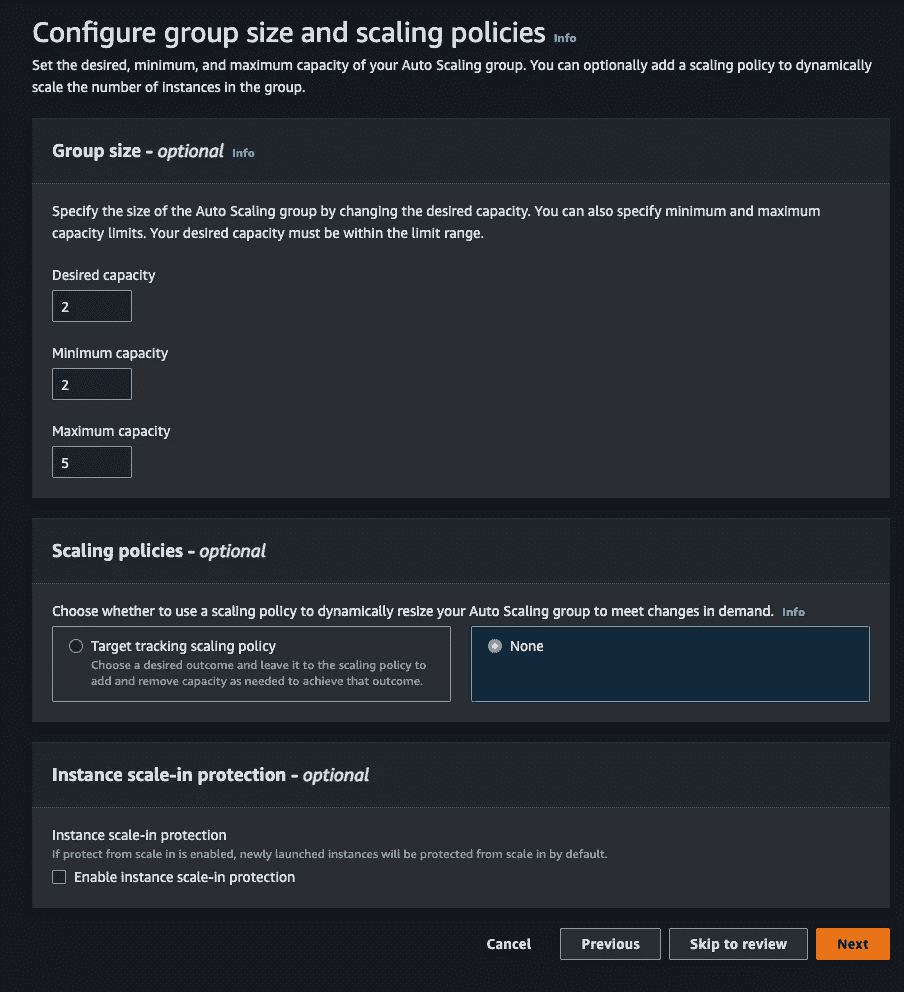 Configure group size and scaling policies Info
Set the desired, minimum, and maximum capacity of your Auto Scaling group. You can optionally add a scaling policy to dynamically
scale the number of instances in the group.
Group size - optional Info
Specify the size of the Auto Scaling group by changing the desired capacity. You can also specify minimum and maximum
capacity limits. Your desired capacity must be within the limit range.
Desired capacity
2
Minimum capacity
2
Maximum capacity
5
Scaling policies - optional
Choose whether to use a scaling policy to dynamically resize your Auto Scaling group to meet changes in demand. Info
Target tracking scaling policy
Choose a desired outcome and leave it to the scaling policy to
add and remove capacity as needed to achieve that outcome.
None
Instance scale-in protection - optional
Instance scale-in protection
If protect from scale in is enabled, newly launched instances will be protected from scale in by default.
Enable instance scale-in protection
Cancel Previous Skip to review Next